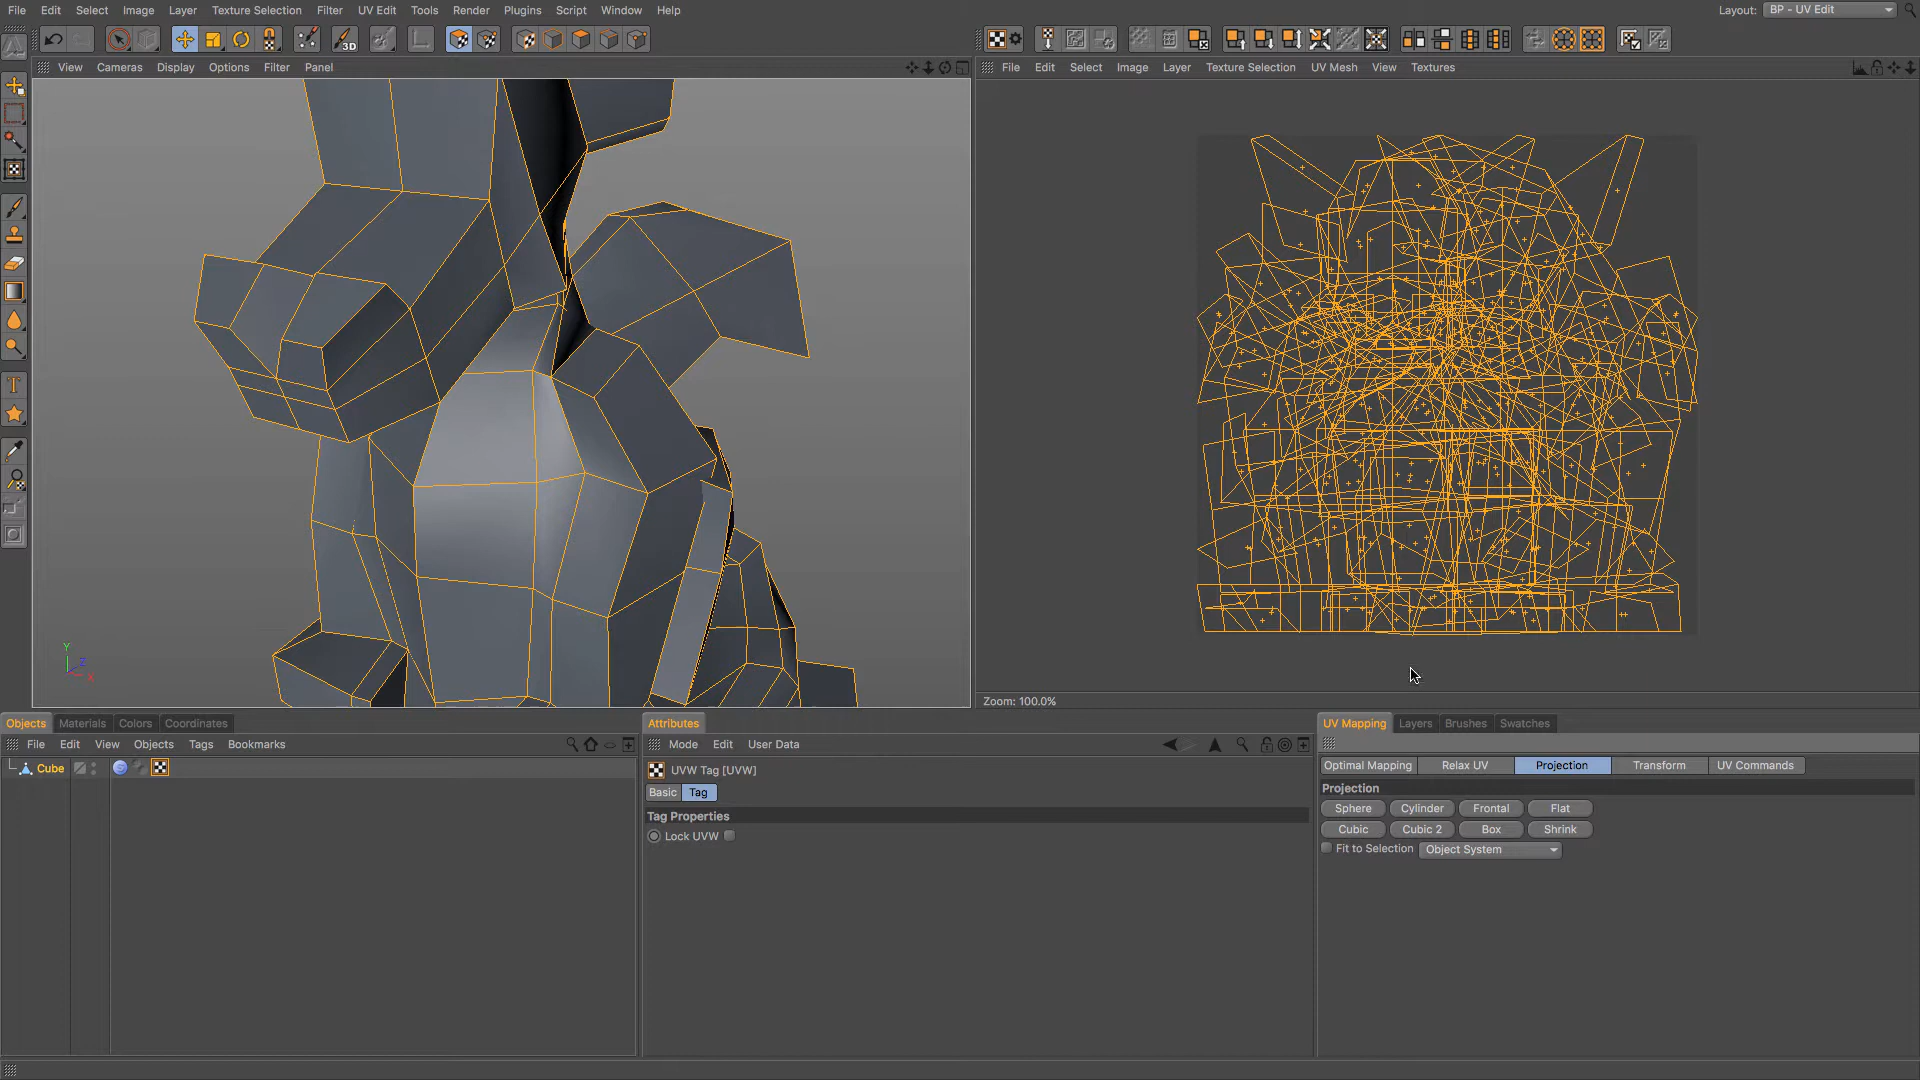 File Edit Select Image Layer Texture Selection Filter UV Edit Tools Render Plugins Script Window Help
Layout: BP - UV Edit
View Cameras Display Options Filter Panel
File Edit Select Image Layer Texture Selection UV Mesh View Textures
3D
T
Y
Z
X
Zoom: 100.0%
Objects Materials Colors Coordinates
File Edit View Objects Tags Bookmarks
Cube
Attributes
Mode Edit User Data
UVW Tag [UVW]
Basic Tag
Tag Properties
Lock UVW
UV Mapping Layers Brushes Swatches
Optimal Mapping Relax UV Projection Transform UV Commands
Projection
Sphere Cylinder Frontal Flat
Cubic Cubic 2 Box Shrink
Fit to Selection Object System